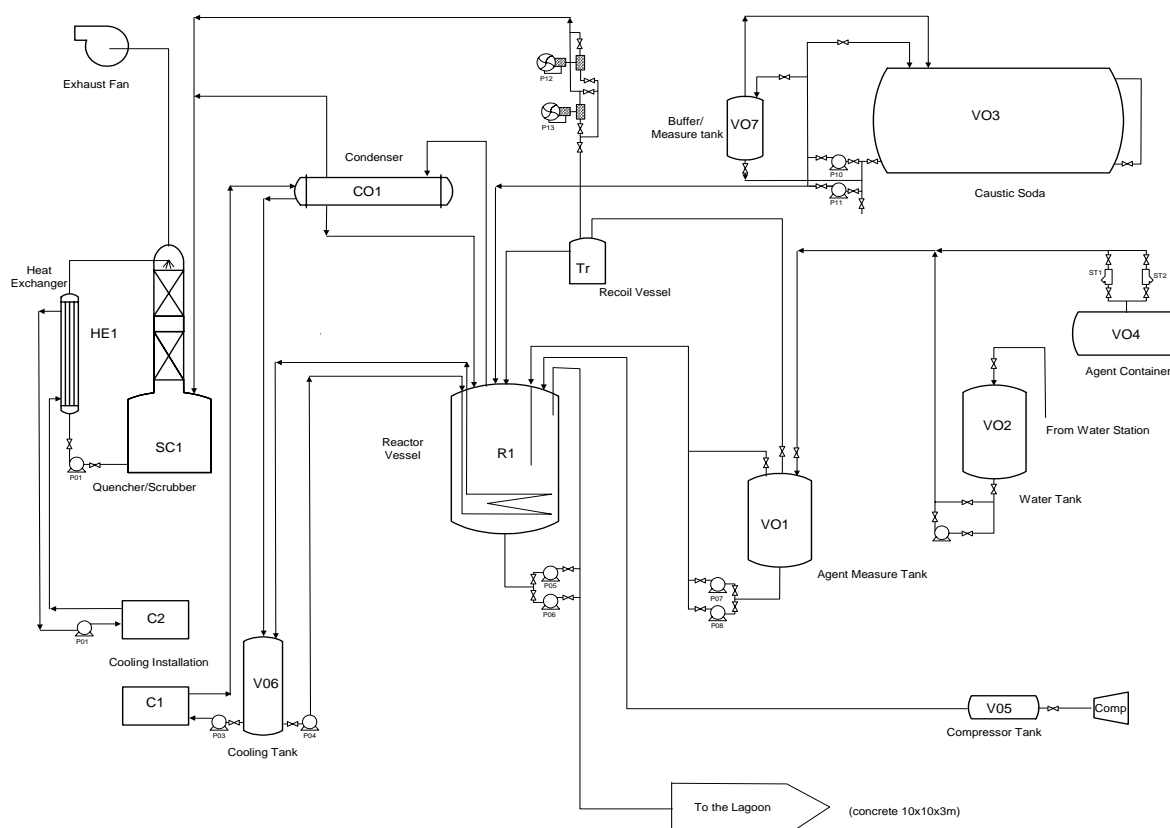 Exhaust Fan
P12
P13
Buffer/
Measure tank
VO7
VO3
P10
P11
Caustic Soda
Condenser
CO1
Tr
Recoil Vessel
ST1
ST2
VO4
Agent Container
Heat
Exchanger
HE1
SC1
P01
Quencher/Scrubber
Reactor
Vessel
R1
VO2
From Water Station
Water Tank
VO1
Agent Measure Tank
P05
P06
P07
P08
C2
P01
Cooling Installation
C1
P03
V06
P04
Cooling Tank
V05
Comp
Compressor Tank
To the Lagoon
(concrete 10x10x3m)